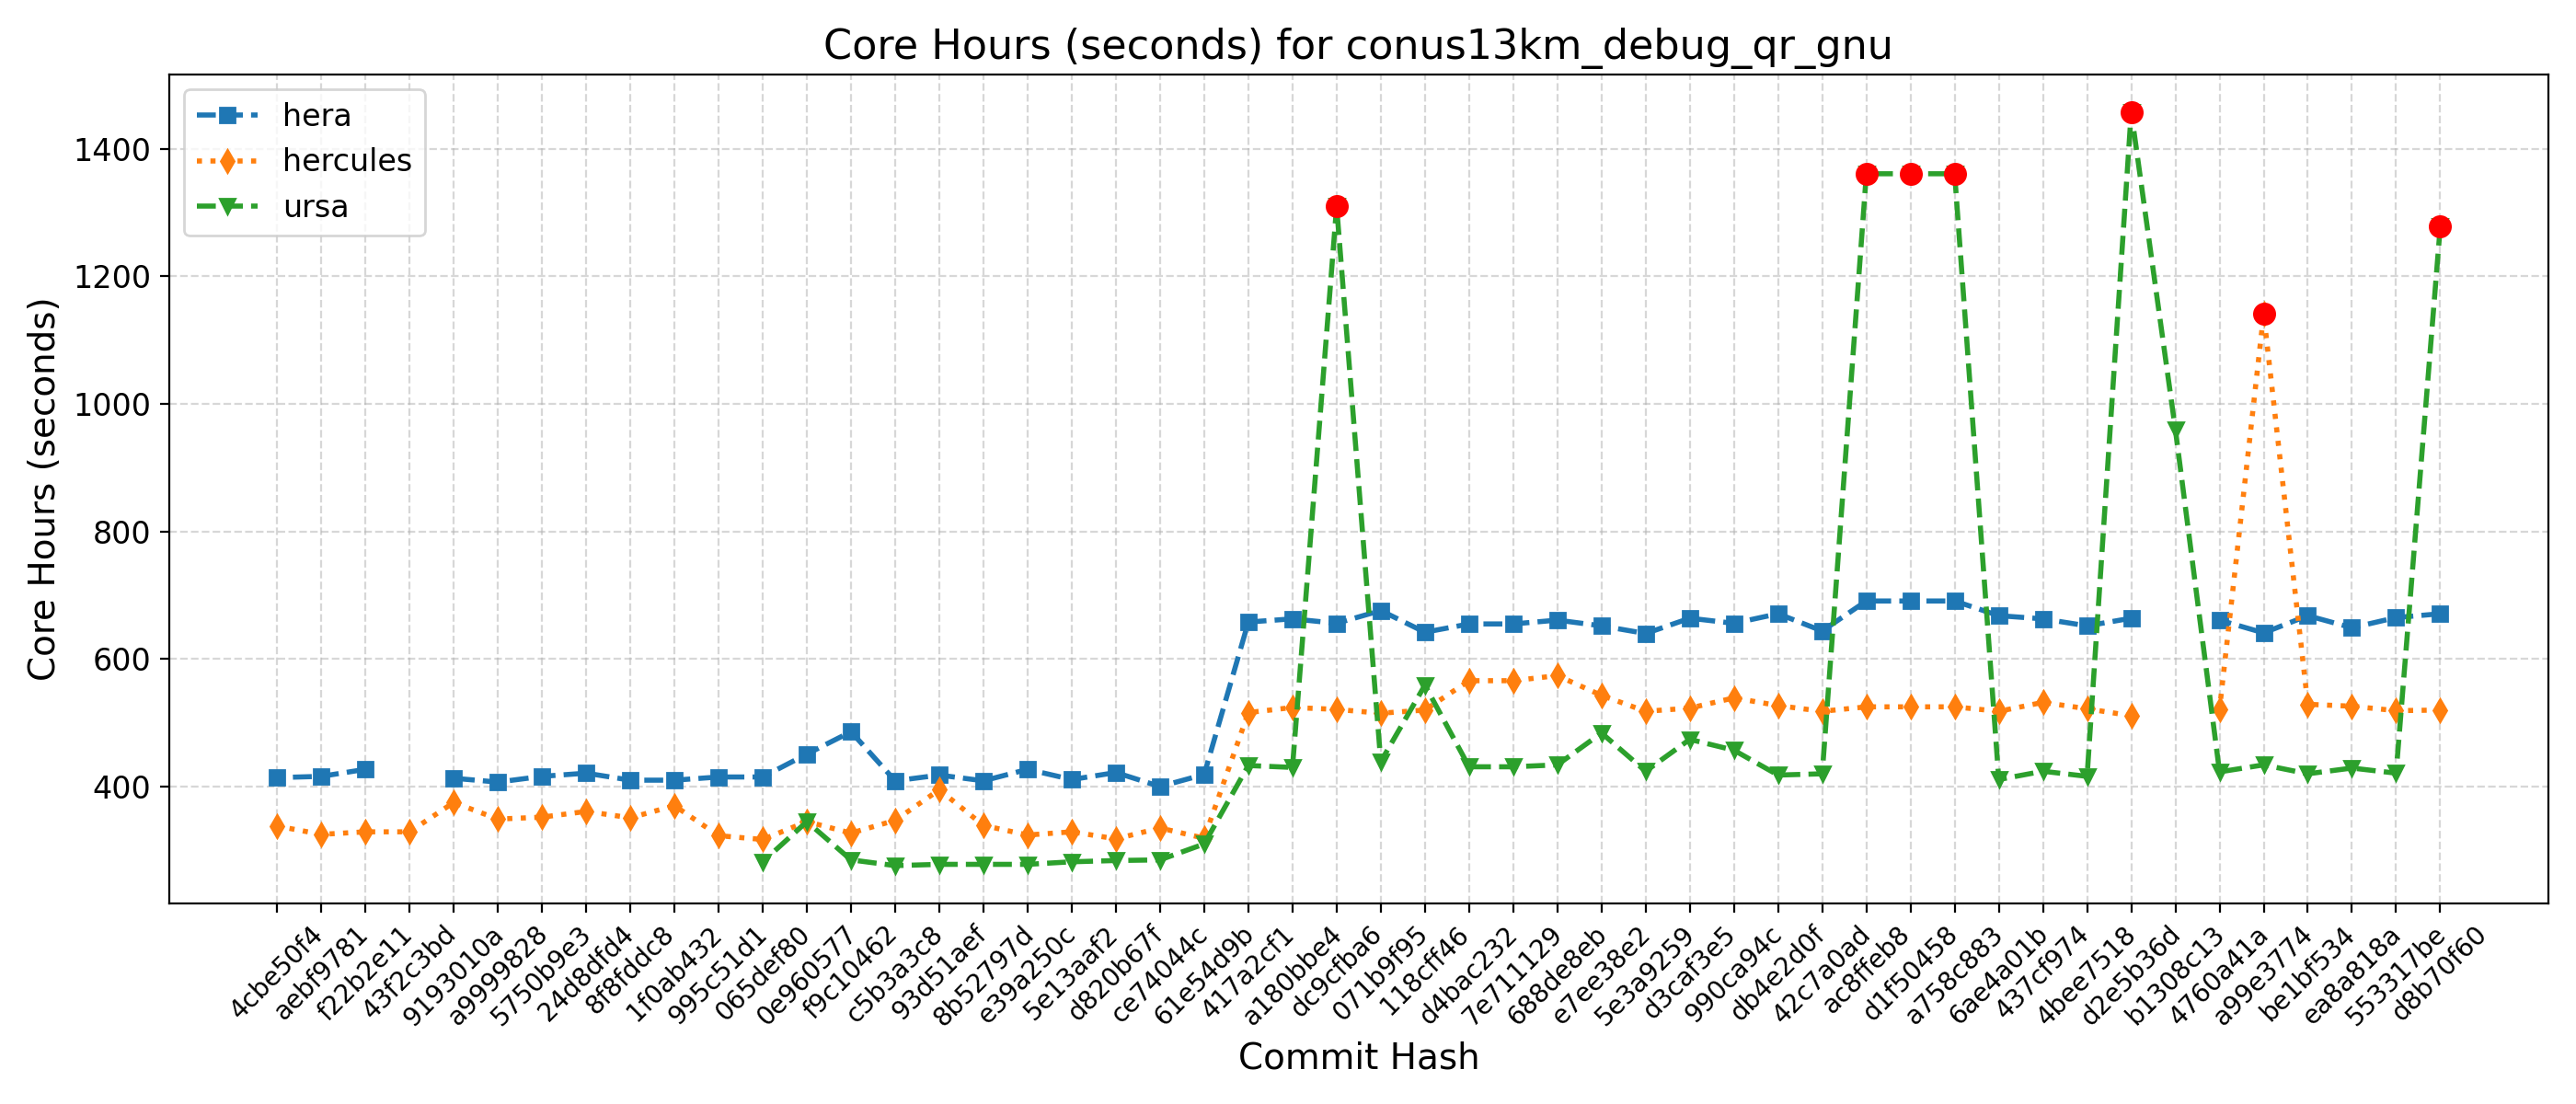 Core Hours (seconds) for conus13km_debug_qr_gnu
hera
hercules
ursa
Core Hours (seconds)
1400
1200
1000
800
600
400
4cbe50f4
aebf9781
f22b2e11
43f2c3bd
9193010a
a9999828
5750b9e3
24d8dfd4
8f8fddc8
1f0ab432
995c51d1
065def80
0e960577
f9c10462
c5b3a3c8
93d51aef
8b52797d
e39a250c
5e13aaf2
d820b67f
ce74044c
61e54d9b
417a2cf1
a180bbe4
dc9cfba6
071b9f95
118cff46
d4bac232
7e711129
688de8eb
e7ee38e2
5e3a9259
d3caf3e5
990ca94c
db4e2d0f
42c7a0ad
ac8ffeb8
d1f50458
a758c883
6ae4a01b
437cf974
4bee7518
d2e5b36d
b1308c13
4760a41a
a99e3774
be1bf534
ea8a818a
553317be
d8b70f60
Commit Hash